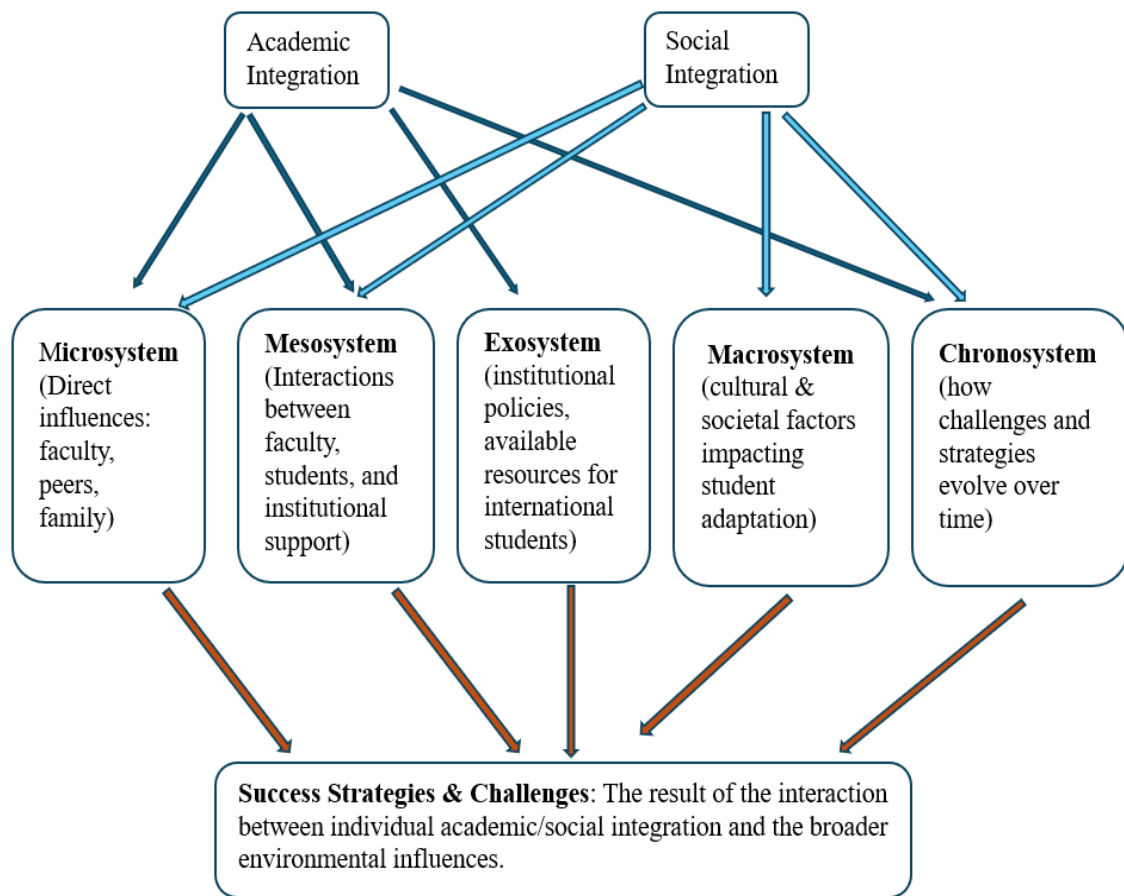 Academic
Integration
Social
Integration
Microsystem
(Direct
influences:
faculty,
peers,
family)
Mesosystem
(Interactions
between
faculty,
students, and
institutional
support)
Exosystem
(institutional
policies,
available
resources for
international
students)
Macrosystem
(cultural &
societal factors
impacting
student
adaptation)
Chronosystem
(how
challenges and
strategies
evolve over
time)
Success Strategies & Challenges: The result of the interaction
between individual academic/social integration and the broader
environmental influences.